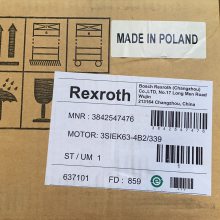 MADE IN POLAND
Rexroth
Bosch Rexroth (Changzhou)
Co.,LTD, No.17 Long Men Road
Wujin
213164 Changzhou, China
MNR : 3842547476
3842547476
MOTOR: 3SIEK63-4B2/339
ST / UM 1
637101
FD : 859